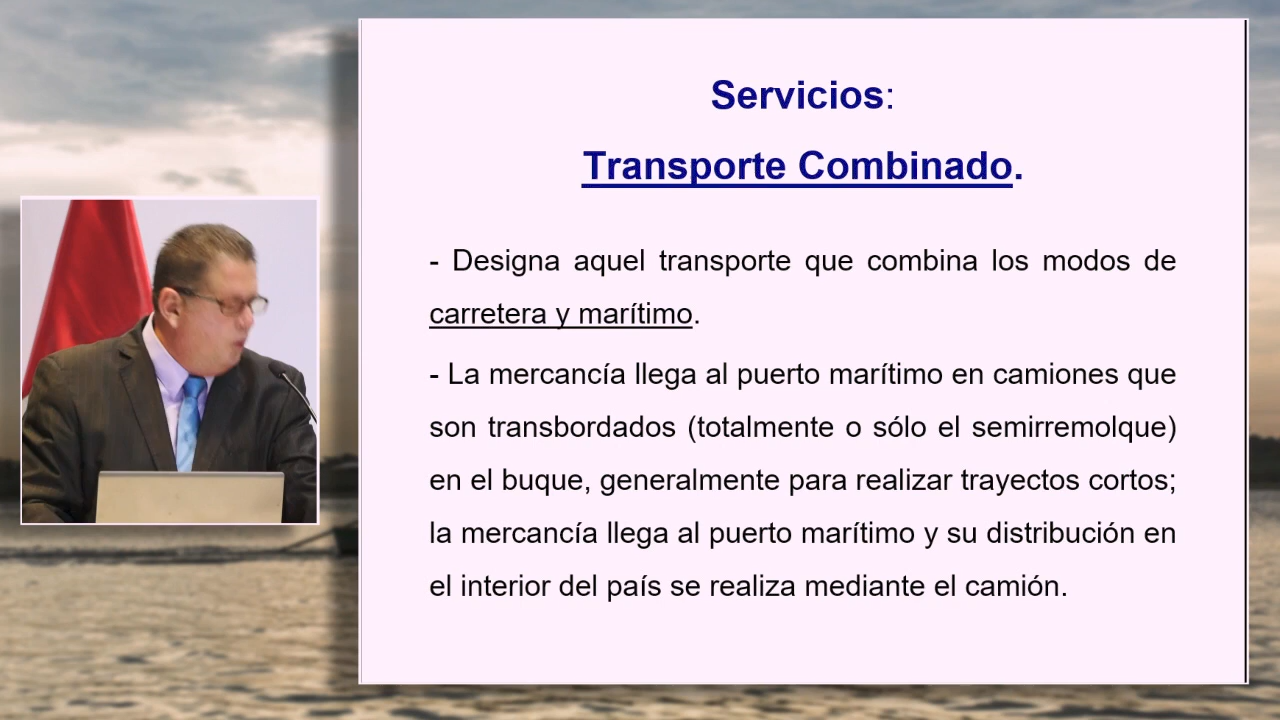 Servicios:
Transporte Combinado.
- Designa aquel transporte que combina los modos de
carretera y marítimo.
- La mercancía llega al puerto marítimo en camiones que
son transbordados (totalmente o sólo el semirremolque)
en el buque, generalmente para realizar trayectos cortos;
la mercancía llega al puerto marítimo y su distribución en
el interior del país se realiza mediante el camión.